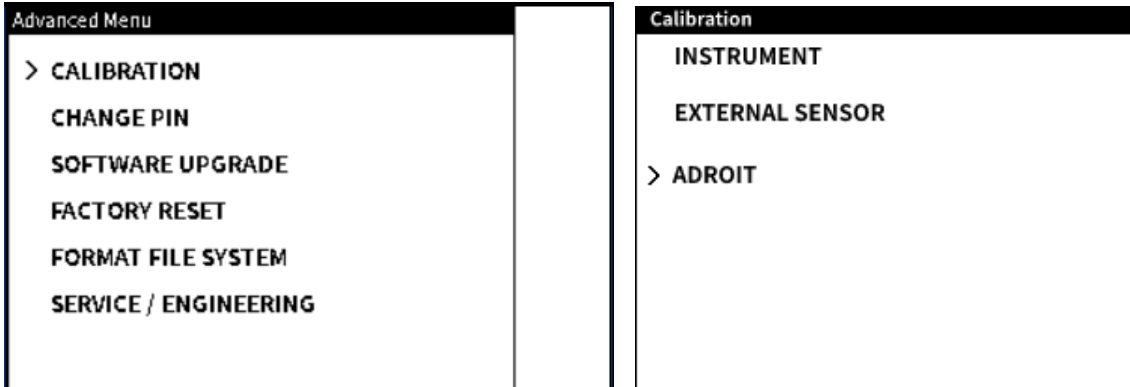 Advanced Menu
> CALIBRATION
CHANGE PIN
SOFTWARE UPGRADE
FACTORY RESET
FORMAT FILE SYSTEM
SERVICE / ENGINEERING
Calibration
INSTRUMENT
EXTERNAL SENSOR
> ADROIT